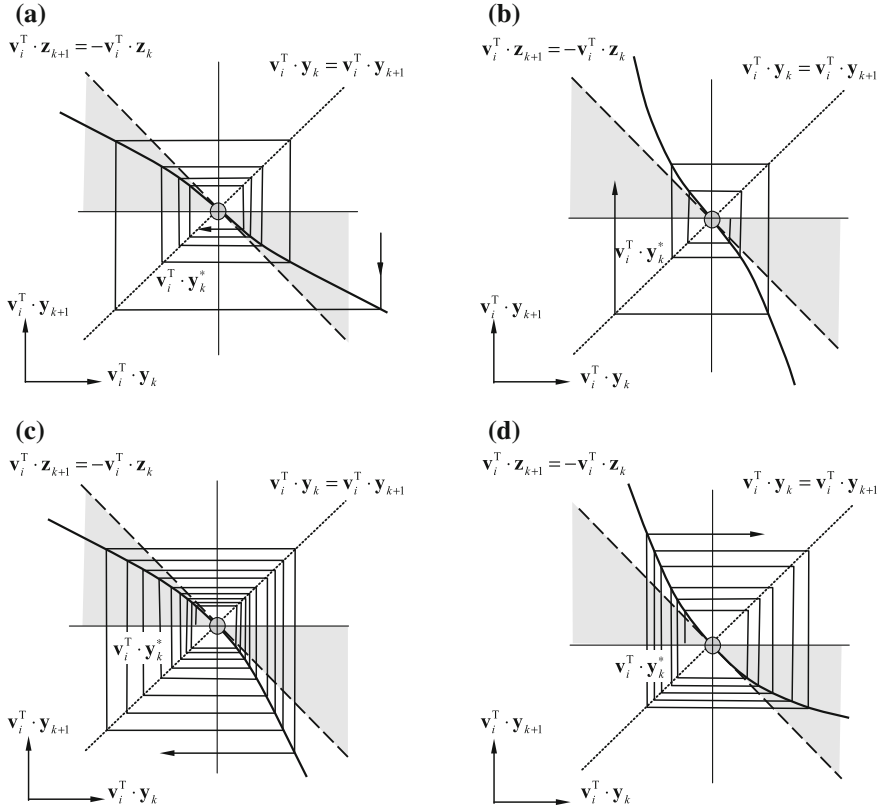 (a)
v_i^T · z_{k+1} = −v_i^T · z_k
v_i^T · y_k = v_i^T · y_{k+1}
v_i^T · y_k^*
v_i^T · y_{k+1}
v_i^T · y_k
(b)
v_i^T · z_{k+1} = −v_i^T · z_k
v_i^T · y_k = v_i^T · y_{k+1}
v_i^T · y_k^*
v_i^T · y_{k+1}
v_i^T · y_k
(c)
v_i^T · z_{k+1} = −v_i^T · z_k
v_i^T · y_k = v_i^T · y_{k+1}
v_i^T · y_k^*
v_i^T · y_{k+1}
v_i^T · y_k
(d)
v_i^T · z_{k+1} = −v_i^T · z_k
v_i^T · y_k = v_i^T · y_{k+1}
v_i^T · y_k^*
v_i^T · y_{k+1}
v_i^T · y_k